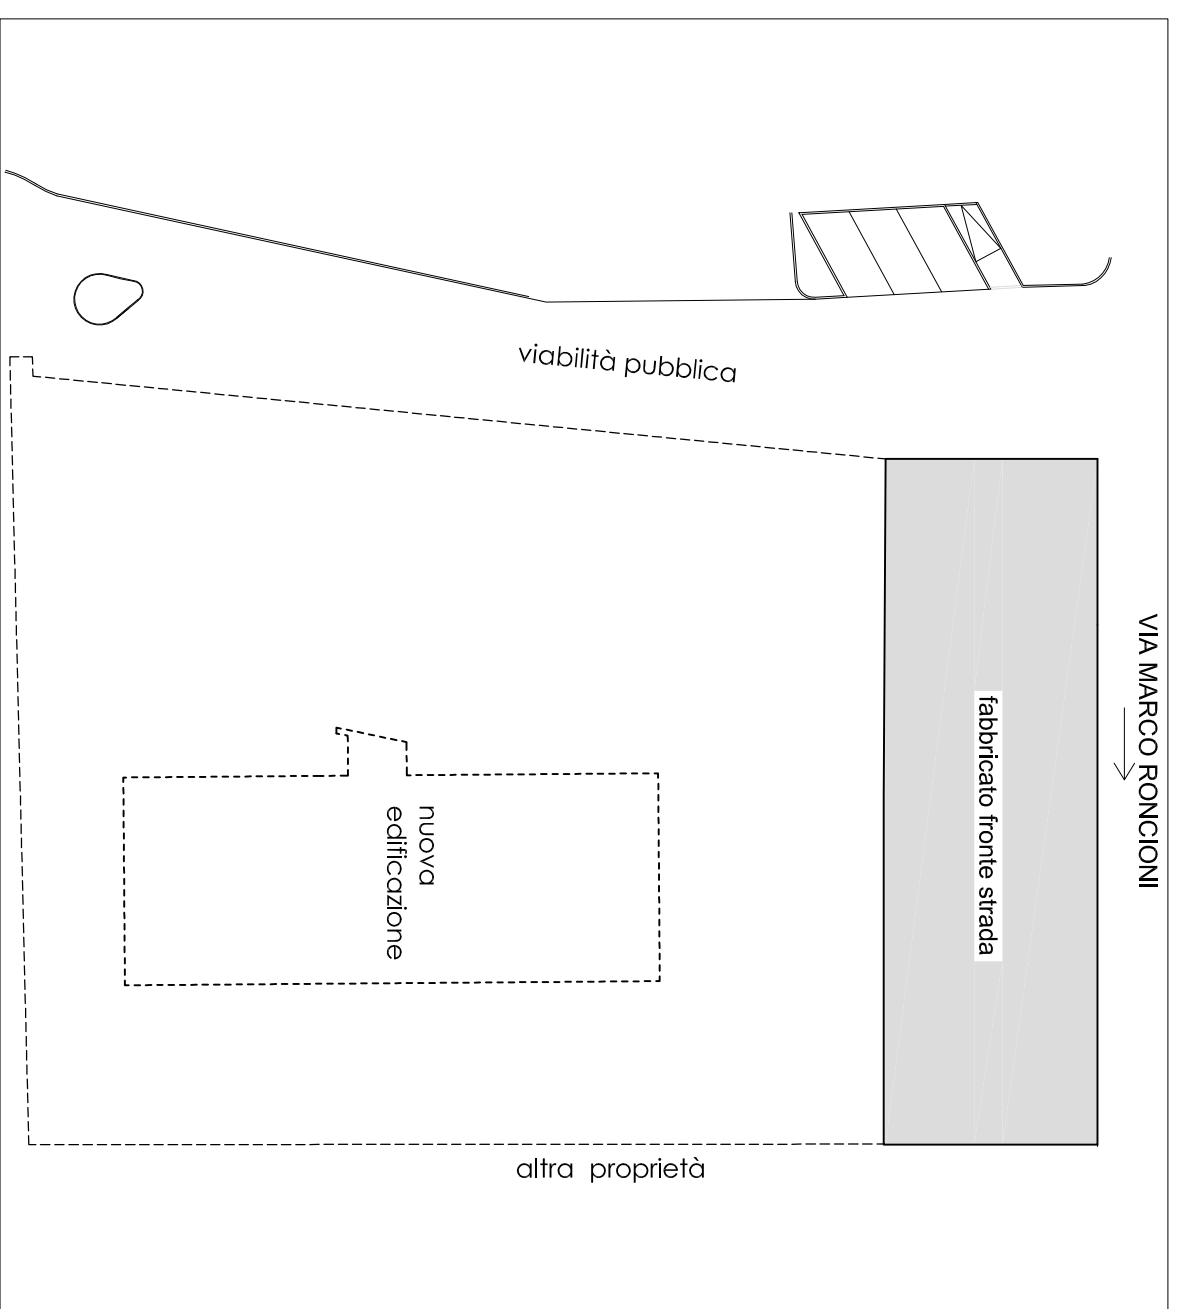 viabilità pubblica
VIA MARCO RONCIONI
fabbricato fronte strada
nuova
edificazione
altra proprietà